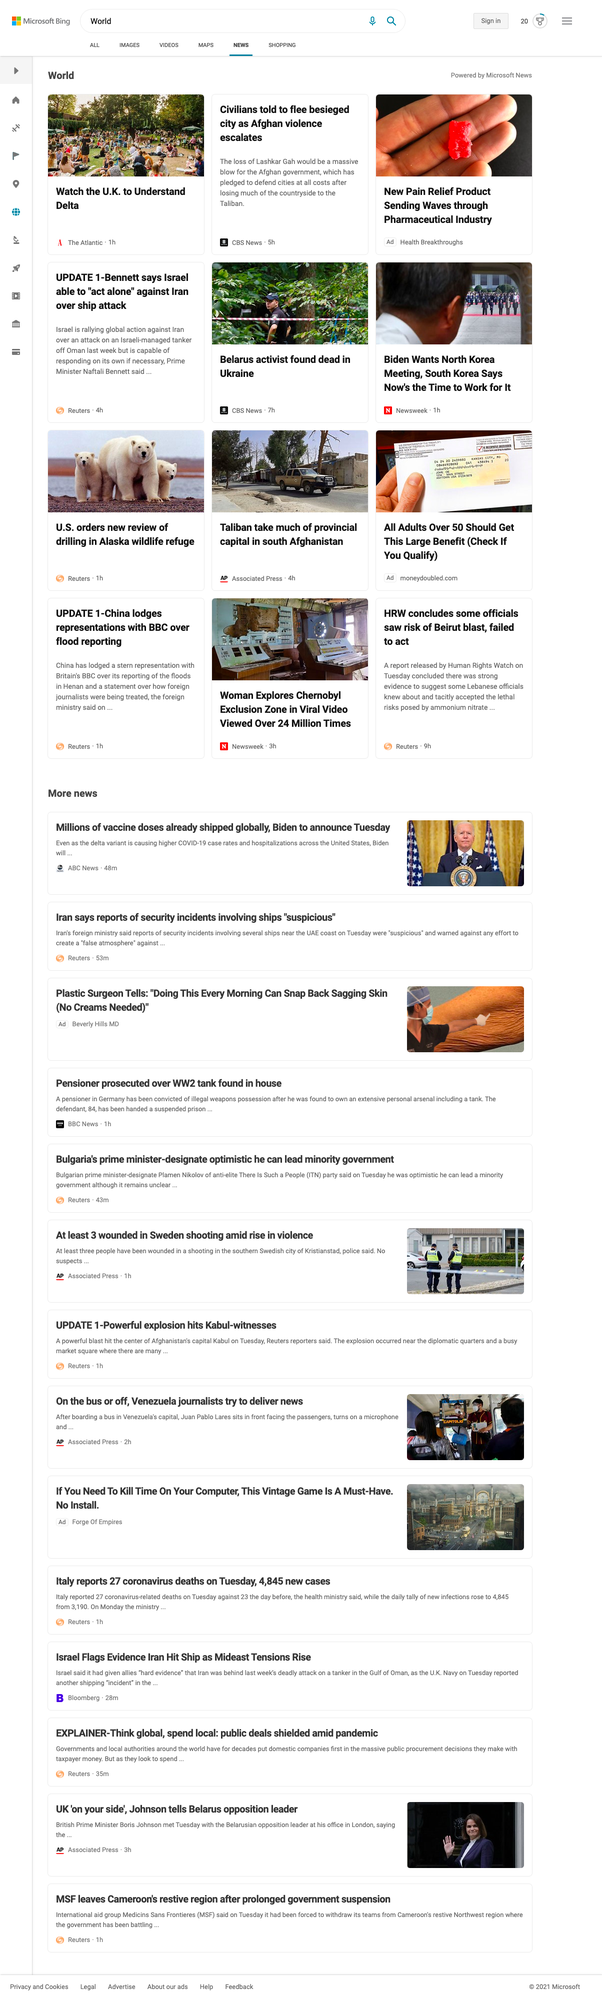 Microsoft Bing
World
Sign in
20
ALL IMAGES VIDEOS MAPS NEWS SHOPPING
World
Powered by Microsoft News
Watch the U.K. to Understand
Delta
The Atlantic · 1h
Civilians told to flee besieged
city as Afghan violence
escalates
The loss of Lashkar Gah would be a massive
blow for the Afghan government, which has
pledged to defend cities at all costs after
losing much of the countryside to the
Taliban.
CBS News · 5h
New Pain Relief Product
Sending Waves through
Pharmaceutical Industry
Ad Health Breakthroughs
UPDATE 1-Bennett says Israel
able to "act alone" against Iran
over ship attack
Israel is rallying global action against Iran
over an attack on an Israeli-managed tanker
off Oman last week but is capable of
responding on its own if necessary, Prime
Minister Naftali Bennett said ...
Reuters · 4h
Belarus activist found dead in
Ukraine
CBS News · 7h
Biden Wants North Korea
Meeting, South Korea Says
Now's the Time to Work for It
Newsweek · 1h
U.S. orders new review of
drilling in Alaska wildlife refuge
Reuters · 1h
Taliban take much of provincial
capital in south Afghanistan
AP Associated Press · 4h
All Adults Over 50 Should Get
This Large Benefit (Check If
You Qualify)
Ad moneydoubled.com
UPDATE 1-China lodges
representations with BBC over
flood reporting
China has lodged a stern representation with
Britain's BBC over its reporting of the floods
in Henan and a statement over how foreign
journalists were being treated, the foreign
ministry said on ...
Reuters · 1h
Woman Explores Chernobyl
Exclusion Zone in Viral Video
Viewed Over 24 Million Times
Newsweek · 3h
HRW concludes some officials
saw risk of Beirut blast, failed
to act
A report released by Human Rights Watch on
Tuesday concluded there was strong
evidence to suggest some Lebanese officials
knew about and tacitly accepted the lethal
risks posed by ammonium nitrate ...
Reuters · 9h
More news
Millions of vaccine doses already shipped globally, Biden to announce Tuesday
Even as the delta variant is causing higher COVID-19 case rates and hospitalizations across the United States, Biden
will ...
ABC News · 48m
Iran says reports of security incidents involving ships "suspicious"
Iran's foreign ministry said reports of security incidents involving several ships near the UAE coast on Tuesday were "suspicious" and warned against any effort to
create a "false atmosphere" against ...
Reuters · 53m
Plastic Surgeon Tells: "Doing This Every Morning Can Snap Back Sagging Skin
(No Creams Needed)"
Ad Beverly Hills MD
Pensioner prosecuted over WW2 tank found in house
A pensioner in Germany has been convicted of illegal weapons possession after he was found to own an extensive personal arsenal including a tank. The
defendant, 84, has been handed a suspended prison ...
BBC News · 1h
Bulgaria's prime minister-designate optimistic he can lead minority government
Bulgarian prime minister-designate Plamen Nikolov of anti-elite There Is Such a People (ITN) party said on Tuesday he was optimistic he can lead a minority
government although it remains unclear ...
Reuters · 43m
At least 3 wounded in Sweden shooting amid rise in violence
At least three people have been wounded in a shooting in the southern Swedish city of Kristianstad, police said. No
suspects ...
AP Associated Press · 1h
UPDATE 1-Powerful explosion hits Kabul-witnesses
A powerful blast hit the center of Afghanistan's capital Kabul on Tuesday, Reuters reporters said. The explosion occurred near the diplomatic quarters and a busy
market square where there are many ...
Reuters · 1h
On the bus or off, Venezuela journalists try to deliver news
After boarding a bus in Venezuela's capital, Juan Pablo Lares sits in front facing the passengers, turns on a microphone
and ...
AP Associated Press · 2h
If You Need To Kill Time On Your Computer, This Vintage Game Is A Must-Have.
No Install.
Ad Forge Of Empires
Italy reports 27 coronavirus deaths on Tuesday, 4,845 new cases
Italy reported 27 coronavirus-related deaths on Tuesday against 23 the day before, the health ministry said, while the daily tally of new infections rose to 4,845
from 3,190. On Monday the ministry ...
Reuters · 1h
Israel Flags Evidence Iran Hit Ship as Mideast Tensions Rise
Israel said it had given allies "hard evidence" that Iran was behind last week's deadly attack on a tanker in the Gulf of Oman, as the U.K. Navy on Tuesday reported
another shipping "incident" in the ...
B Bloomberg · 28m
EXPLAINER-Think global, spend local: public deals shielded amid pandemic
Governments and local authorities around the world have for decades put domestic companies first in the massive public procurement decisions they make with
taxpayer money. But as they look to spend ...
Reuters · 35m
UK 'on your side', Johnson tells Belarus opposition leader
British Prime Minister Boris Johnson met Tuesday with the Belarusian opposition leader at his office in London, saying
the ...
AP Associated Press · 3h
MSF leaves Cameroon's restive region after prolonged government suspension
International aid group Medicins Sans Frontieres (MSF) said on Tuesday it had been forced to withdraw its teams from Cameroon's restive Northwest region where
the government has been battling ...
Reuters · 1h
Privacy and Cookies Legal Advertise About our ads Help Feedback © 2021 Microsoft